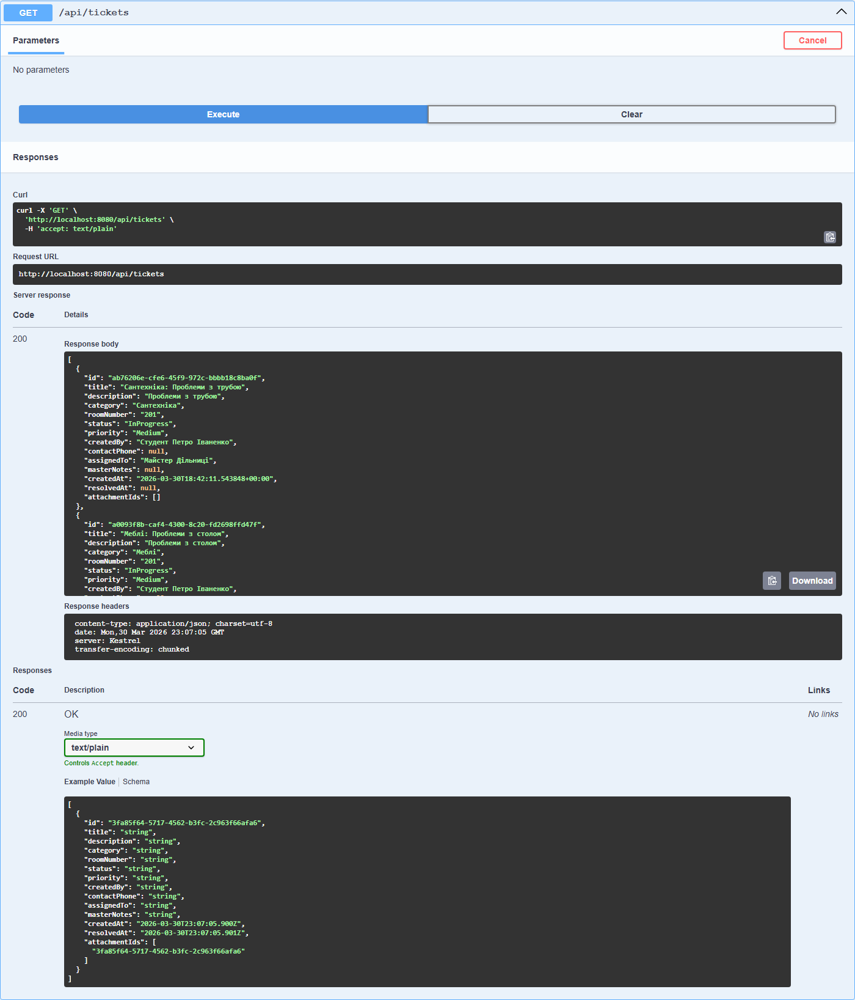 GET /api/tickets
Parameters
Cancel
No parameters
Execute
Clear
Responses
Curl
curl -X 'GET' \
  'http://localhost:8080/api/tickets' \
  -H 'accept: text/plain'
Request URL
http://localhost:8080/api/tickets
Server response
Code Details
200
Response body
[
  {
    "id": "ab76206e-cfe6-45f9-972c-bbbb18c8ba0f",
    "title": "Сантехніка: Проблеми з трубою",
    "description": "Проблеми з трубою",
    "category": "Сантехніка",
    "roomNumber": "201",
    "status": "InProgress",
    "priority": "Medium",
    "createdBy": "Студент Петро Іваненко",
    "contactPhone": null,
    "assignedTo": "Майстер Дільниці",
    "masterNotes": null,
    "createdAt": "2026-03-30T18:42:11.543848+00:00",
    "resolvedAt": null,
    "attachmentIds": []
  },
  {
    "id": "a0093f8b-caf4-4300-8c20-fd2698ffd47f",
    "title": "Меблі: Проблеми з столом",
    "description": "Проблеми з столом",
    "category": "Меблі",
    "roomNumber": "201",
    "status": "InProgress",
    "priority": "Medium",
    "createdBy": "Студент Петро Іваненко",
Download
Response headers
content-type: application/json; charset=utf-8
date: Mon,30 Mar 2026 23:07:05 GMT
server: Kestrel
transfer-encoding: chunked
Responses
Code Description Links
200 OK No links
Media type
text/plain
Controls Accept header.
Example Value Schema
[
  {
    "id": "3fa85f64-5717-4562-b3fc-2c963f66afa6",
    "title": "string",
    "description": "string",
    "category": "string",
    "roomNumber": "string",
    "status": "string",
    "priority": "string",
    "createdBy": "string",
    "contactPhone": "string",
    "assignedTo": "string",
    "masterNotes": "string",
    "createdAt": "2026-03-30T23:07:05.900Z",
    "resolvedAt": "2026-03-30T23:07:05.901Z",
    "attachmentIds": [
      "3fa85f64-5717-4562-b3fc-2c963f66afa6"
    ]
  }
]